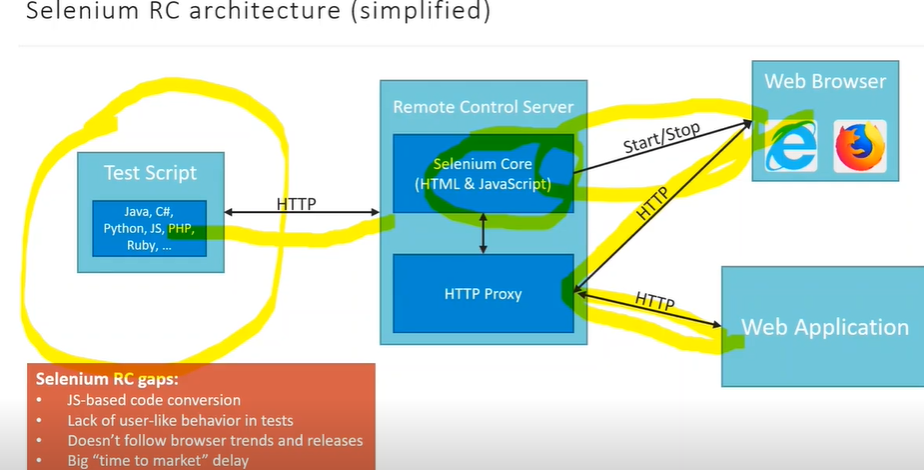 Selenium RC architecture (simplified)
Test Script
Java, C#,
Python, JS, PHP,
Ruby, ...
HTTP
Remote Control Server
Selenium Core
(HTML & JavaScript)
HTTP Proxy
Start/Stop
HTTP
HTTP
Web Browser
Web Application
Selenium RC gaps:
• JS-based code conversion
• Lack of user-like behavior in tests
• Doesn't follow browser trends and releases
• Big "time to market" delay